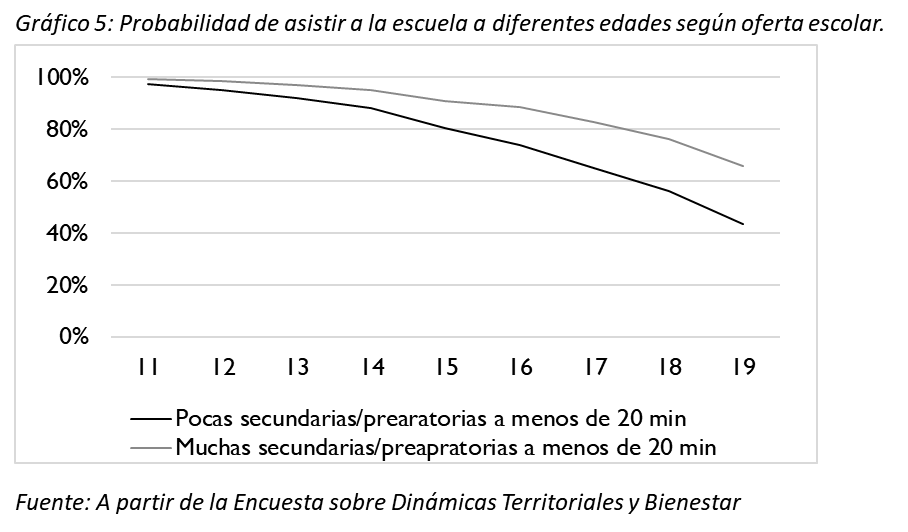 Gráfico 5: Probabilidad de asistir a la escuela a diferentes edades según oferta escolar.
100%
80%
60%
40%
20%
0%
11 12 13 14 15 16 17 18 19
Pocas secundarias/prearatorias a menos de 20 min
Muchas secundarias/preapratorias a menos de 20 min
Fuente: A partir de la Encuesta sobre Dinámicas Territoriales y Bienestar